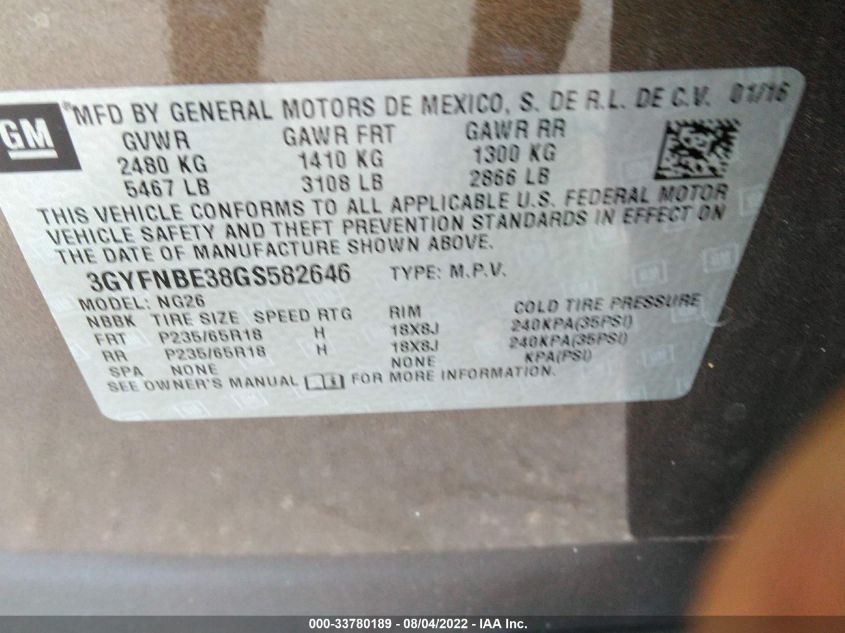 GM
® MFD BY GENERAL MOTORS DE MEXICO, S. DE R.L. DE C.V. 01/16
GVWR GAWR FRT GAWR RR
2480 KG 1410 KG 1300 KG
5467 LB 3108 LB 2866 LB
THIS VEHICLE CONFORMS TO ALL APPLICABLE U.S. FEDERAL MOTOR
VEHICLE SAFETY AND THEFT PREVENTION STANDARDS IN EFFECT ON
THE DATE OF MANUFACTURE SHOWN ABOVE.
3GYFNBE38GS582646 TYPE: M.P.V.
MODEL: NG26
NBBK TIRE SIZE SPEED RTG RIM COLD TIRE PRESSURE
FRT P235/65R18 H 18X8J 240KPA(35PSI)
RR P235/65R18 H 18X8J 240KPA(35PSI)
SPA NONE NONE KPA(PSI)
SEE OWNER'S MANUAL FOR MORE INFORMATION.
000-33780189 - 08/04/2022 - IAA Inc.